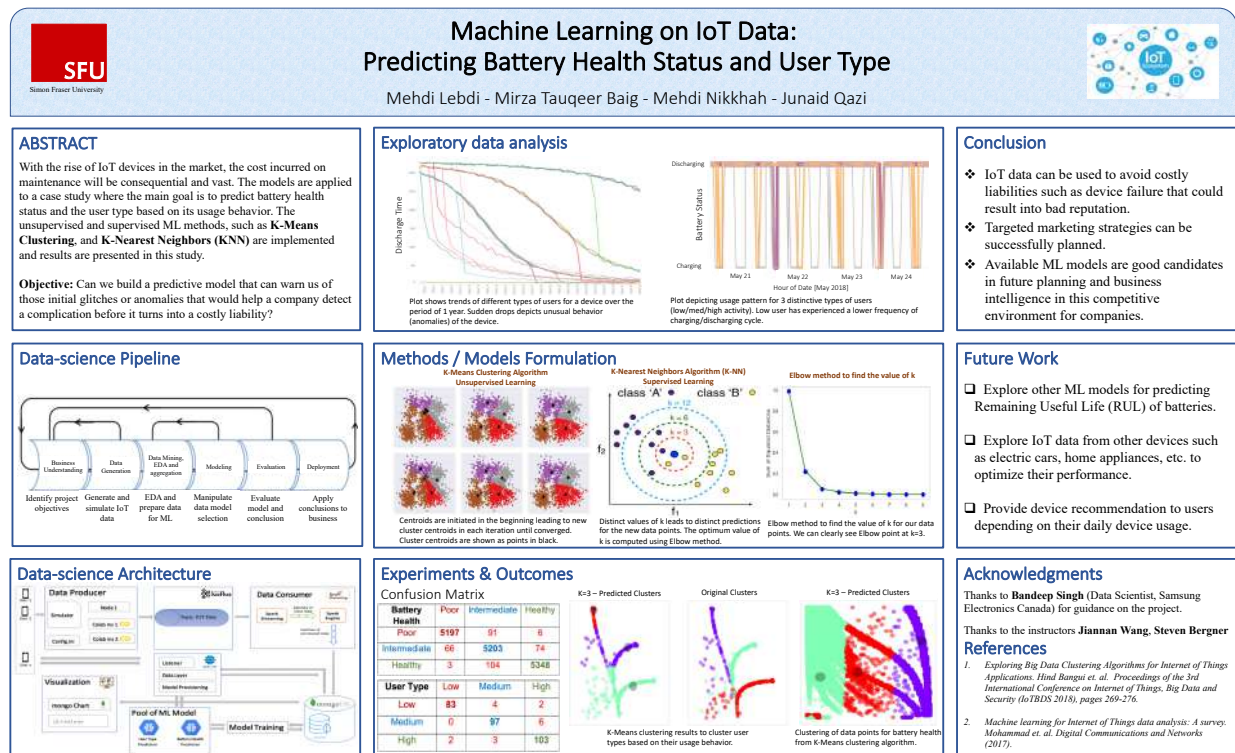 Machine Learning on IoT Data:
Predicting Battery Health Status and User Type
Mehdi Lebdi - Mirza Tauqeer Baig - Mehdi Nikkhah - Junaid Qazi
SFU
Simon Fraser University
IoT
ABSTRACT
With the rise of IoT devices in the market, the cost incurred on
maintenance will be consequential and vast. The models are applied
to a case study where the main goal is to predict battery health
status and the user type based on its usage behavior. The
unsupervised and supervised ML methods, such as K-Means
Clustering, and K-Nearest Neighbors (KNN) are implemented
and results are presented in this study.
Objective: Can we build a predictive model that can warn us of
those initial glitches or anomalies that would help a company detect
a complication before it turns into a costly liability?
Data-science Pipeline
Business
Understanding
Data
Generation
Data Mining,
EDA and
aggregation
Modeling
Evaluation
Deployment
Identify project
objectives
Generate and
simulate IoT
data
EDA and
prepare data
for ML
Manipulate
data model
selection
Evaluate
model and
conclusion
Apply
conclusions to
business
Data-science Architecture
Data Producer
Simulator
Config.ini
Data Consumer
Listener
Data Layer
Model Provisioning
Visualization
mongo Chart
Pool of ML Model
Model Training
Exploratory data analysis
Discharge Time
Plot shows trends of different types of users for a device over the
period of 1 year. Sudden drops depicts unusual behavior
(anomalies) of the device.
Discharging
Battery Status
Charging
May 21
May 22
May 23
May 24
Hour of Date [May 2018]
Plot depicting usage pattern for 3 distinctive types of users
(low/med/high activity). Low user has experienced a lower frequency of
charging/discharging cycle.
Methods / Models Formulation
K-Means Clustering Algorithm
Unsupervised Learning
Centroids are initiated in the beginning leading to new
cluster centroids in each iteration until converged.
Cluster centroids are shown as points in black.
K-Nearest Neighbors Algorithm (K-NN)
Supervised Learning
class 'A'
class 'B'
k = 12
k = 6
k = 3
f2
f1
Distinct values of k leads to distinct predictions
for the new data points. The optimum value of
k is computed using Elbow method.
Elbow method to find the value of k
Elbow method to find the value of k for our data
points. We can clearly see Elbow point at k=3.
Experiments & Outcomes
Confusion Matrix
Battery Health Poor Intermediate Healthy
Poor 5197 91 6
Intermediate 66 5203 74
Healthy 3 104 5348
User Type Low Medium High
Low 83 4 2
Medium 0 97 6
High 2 3 103
K=3 – Predicted Clusters
Original Clusters
K=3 – Predicted Clusters
K-Means clustering results to cluster user
types based on their usage behavior.
Clustering of data points for battery health
from K-Means clustering algorithm.
Conclusion
❖ IoT data can be used to avoid costly
liabilities such as device failure that could
result into bad reputation.
❖ Targeted marketing strategies can be
successfully planned.
❖ Available ML models are good candidates
in future planning and business
intelligence in this competitive
environment for companies.
Future Work
❑ Explore other ML models for predicting
Remaining Useful Life (RUL) of batteries.
❑ Explore IoT data from other devices such
as electric cars, home appliances, etc. to
optimize their performance.
❑ Provide device recommendation to users
depending on their daily device usage.
Acknowledgments
Thanks to Bandeep Singh (Data Scientist, Samsung
Electronics Canada) for guidance on the project.
Thanks to the instructors Jiannan Wang, Steven Bergner
References
1. Exploring Big Data Clustering Algorithms for Internet of Things
Applications. Hind Bangui et. al. Proceedings of the 3rd
International Conference on Internet of Things, Big Data and
Security (IoTBDS 2018), pages 269-276.
2. Machine learning for Internet of Things data analysis: A survey.
Mohammad et. al. Digital Communications and Networks
(2017).